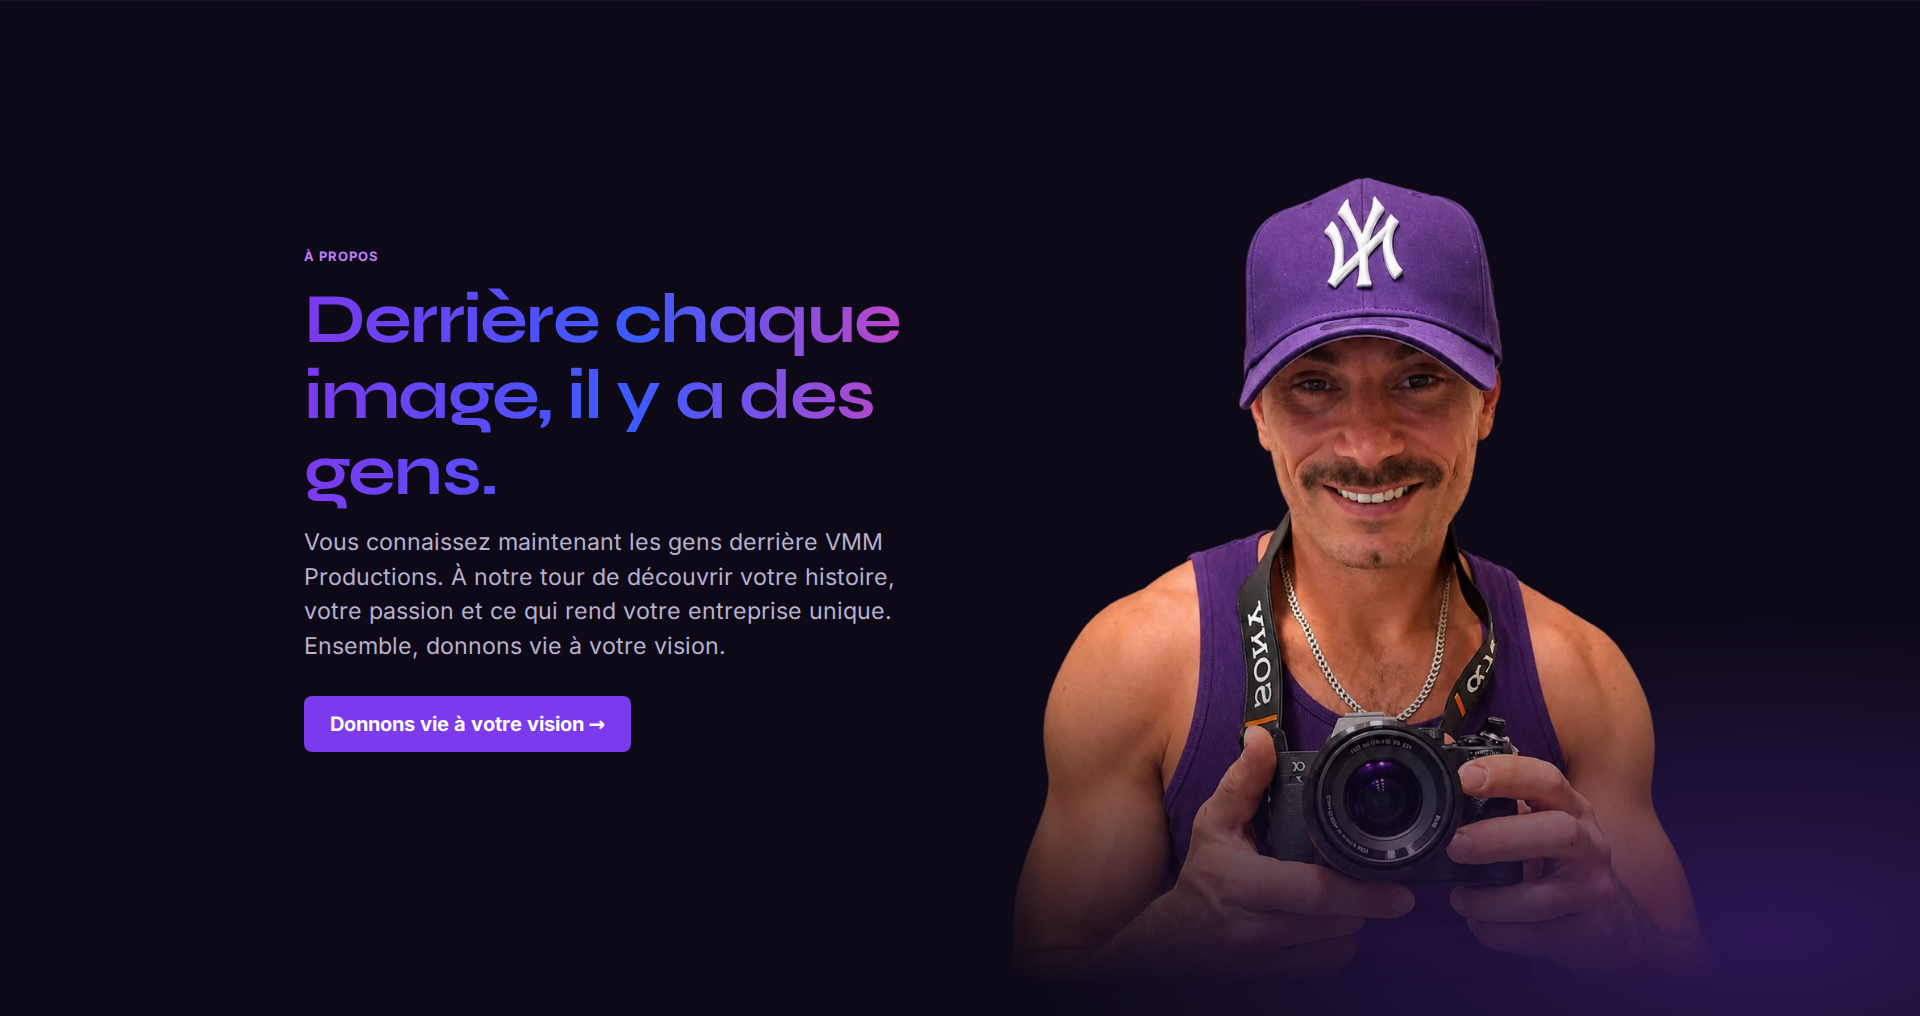 À PROPOS
Derrière chaque
image, il y a des
gens.
Vous connaissez maintenant les gens derrière VMM
Productions. À notre tour de découvrir votre histoire,
votre passion et ce qui rend votre entreprise unique.
Ensemble, donnons vie à votre vision.
Donnons vie à votre vision →
SONY
α